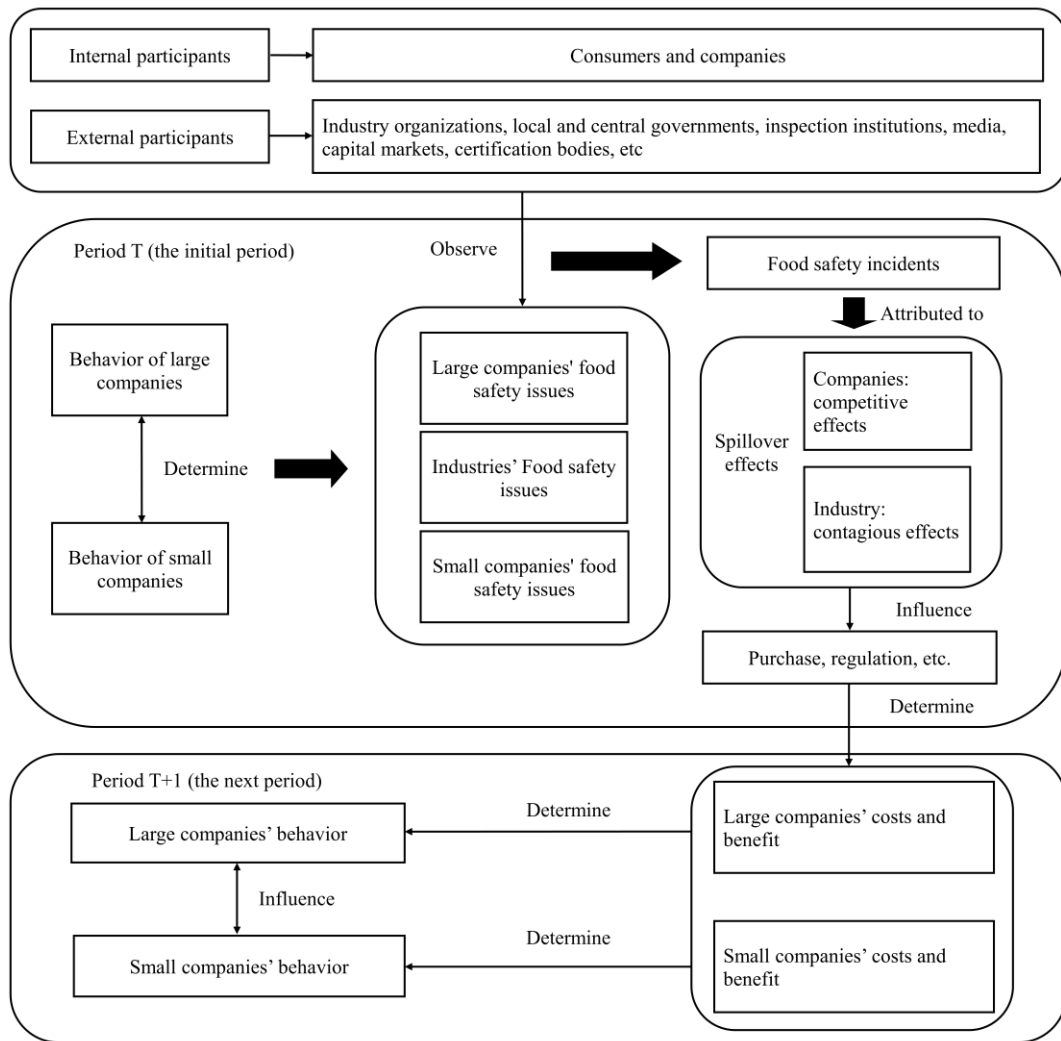 Internal participants
Consumers and companies
External participants
Industry organizations, local and central governments, inspection institutions, media,
capital markets, certification bodies, etc
Period T (the initial period)
Observe
Food safety incidents
Attributed to
Behavior of large
companies
Determine
Behavior of small
companies
Large companies' food
safety issues
Industries’ Food safety
issues
Small companies' food
safety issues
Spillover
effects
Companies:
competitive
effects
Industry:
contagious effects
Influence
Purchase, regulation, etc.
Determine
Period T+1 (the next period)
Large companies’ behavior
Influence
Small companies’ behavior
Determine
Determine
Large companies’ costs and
benefit
Small companies’ costs and
benefit